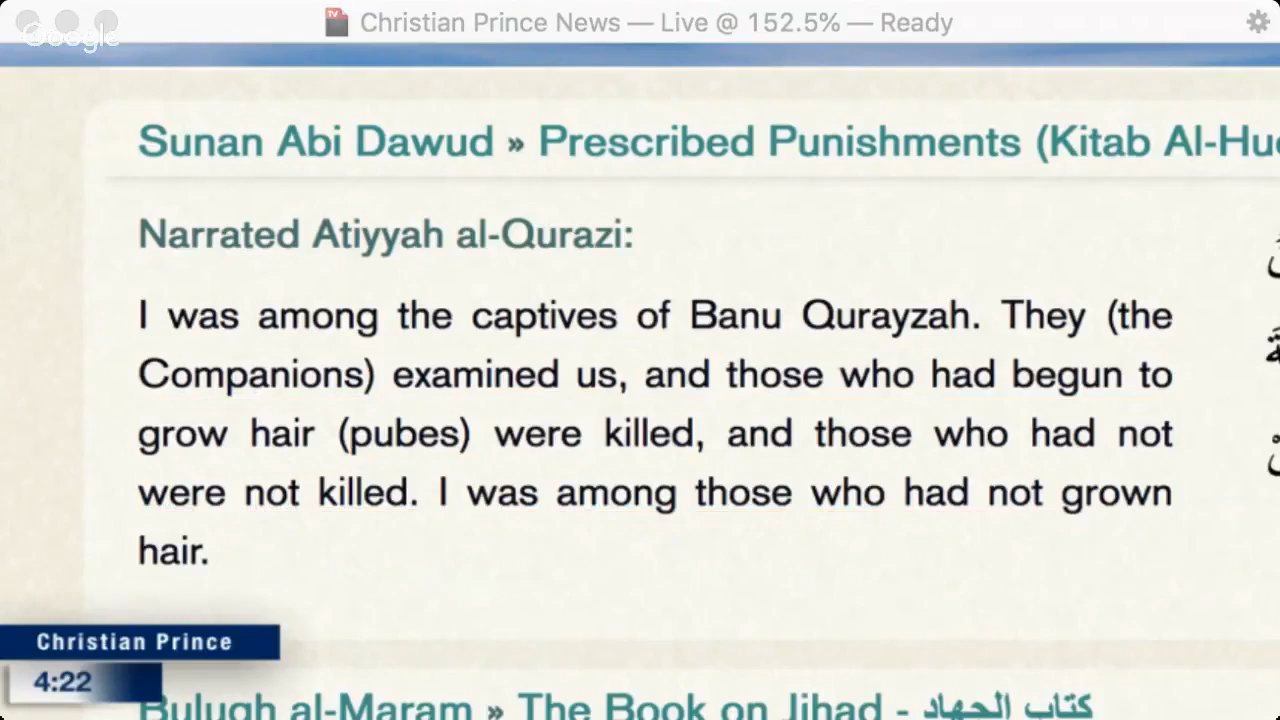 Christian Prince News — Live @ 152.5% — Ready
Google
Sunan Abi Dawud » Prescribed Punishments (Kitab
Narrated Atiyyah al-Qurazi:
I was among the captives of Banu Qurayzah. They (the
Companions) examined us, and those who had begun to
grow hair (pubes) were killed, and those who had not
were not killed. I was among those who had not grown
hair.
Christian Prince
4:22
Bulugh al-Maram » The Book on Jihad - كتاب الجهاد